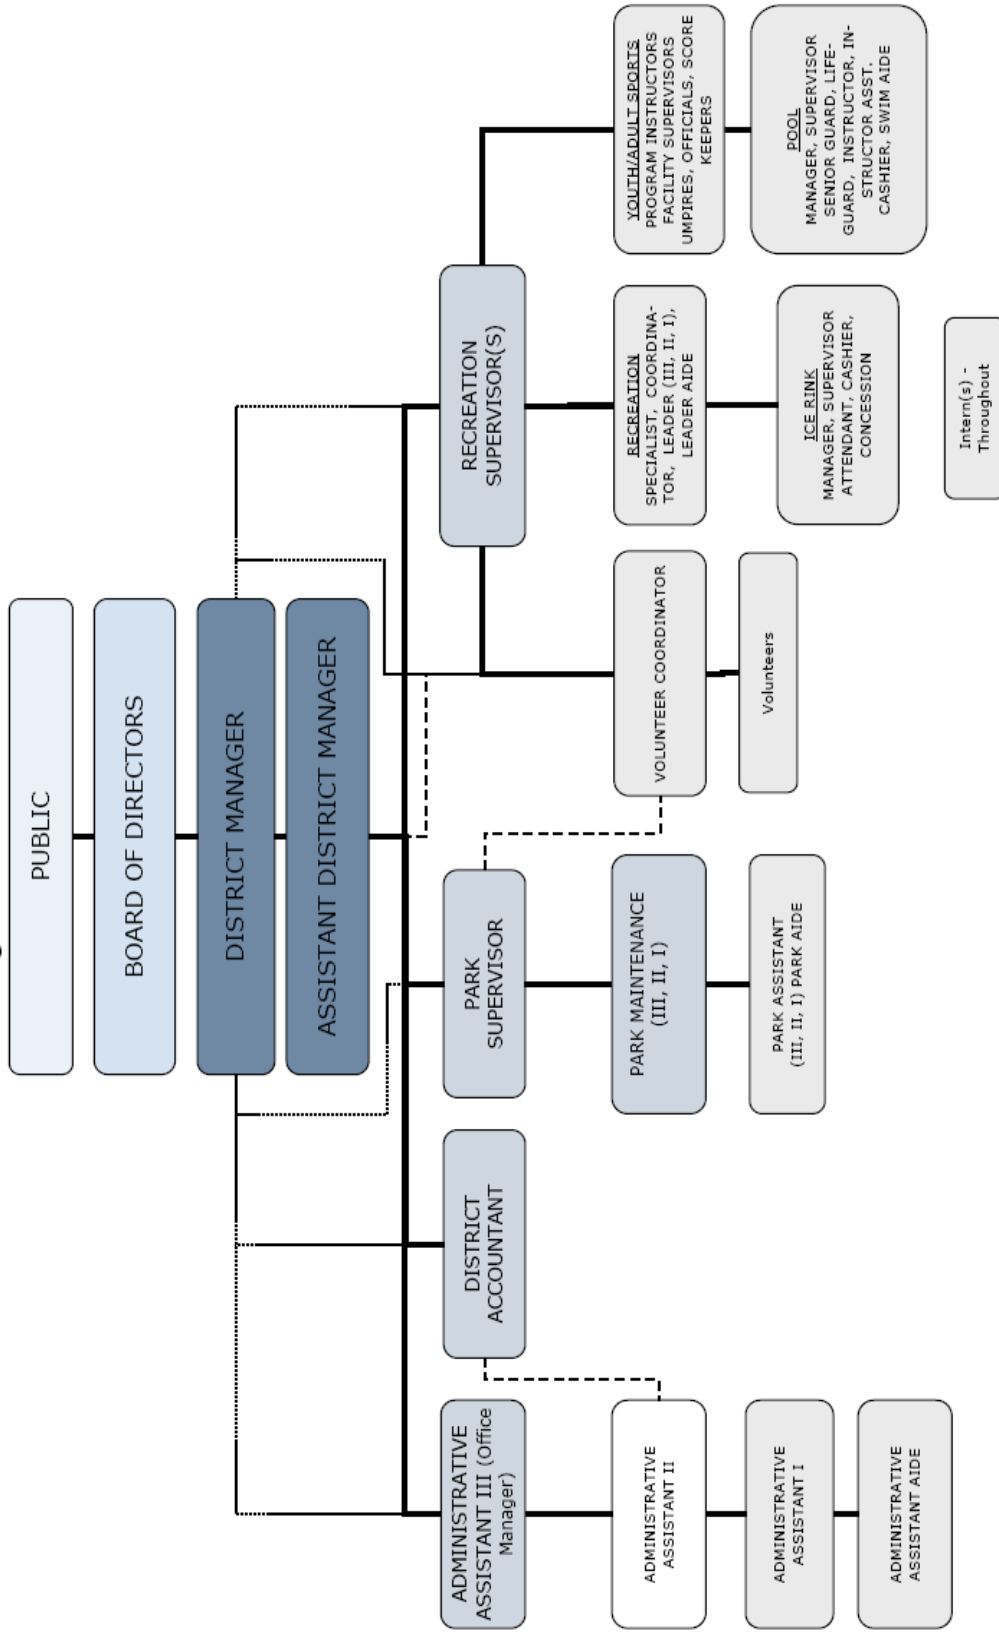 PUBLIC
BOARD OF DIRECTORS
DISTRICT MANAGER
ASSISTANT DISTRICT MANAGER
ADMINISTRATIVE
ASSISTANT III (Office
Manager)
DISTRICT
ACCOUNTANT
PARK
SUPERVISOR
RECREATION
SUPERVISOR(S)
ADMINISTRATIVE
ASSISTANT II
PARK MAINTENANCE
(III, II, I)
VOLUNTEER COORDINATOR
RECREATION
SPECIALIST, COORDINA-
TOR, LEADER (III, II, I),
LEADER AIDE
YOUTH/ADULT SPORTS
PROGRAM INSTRUCTORS
FACILITY SUPERVISORS
UMPIRES, OFFICIALS, SCORE
KEEPERS
ADMINISTRATIVE
ASSISTANT I
PARK ASSISTANT
(III, II, I) PARK AIDE
Volunteers
ICE RINK
MANAGER, SUPERVISOR
ATTENDANT, CASHIER,
CONCESSION
POOL
MANAGER, SUPERVISOR
SENIOR GUARD, LIFE-
GUARD, INSTRUCTOR, IN-
STRUCTOR ASST.
CASHIER, SWIM AIDE
ADMINISTRATIVE
ASSISTANT AIDE
Intern(s) -
Throughout